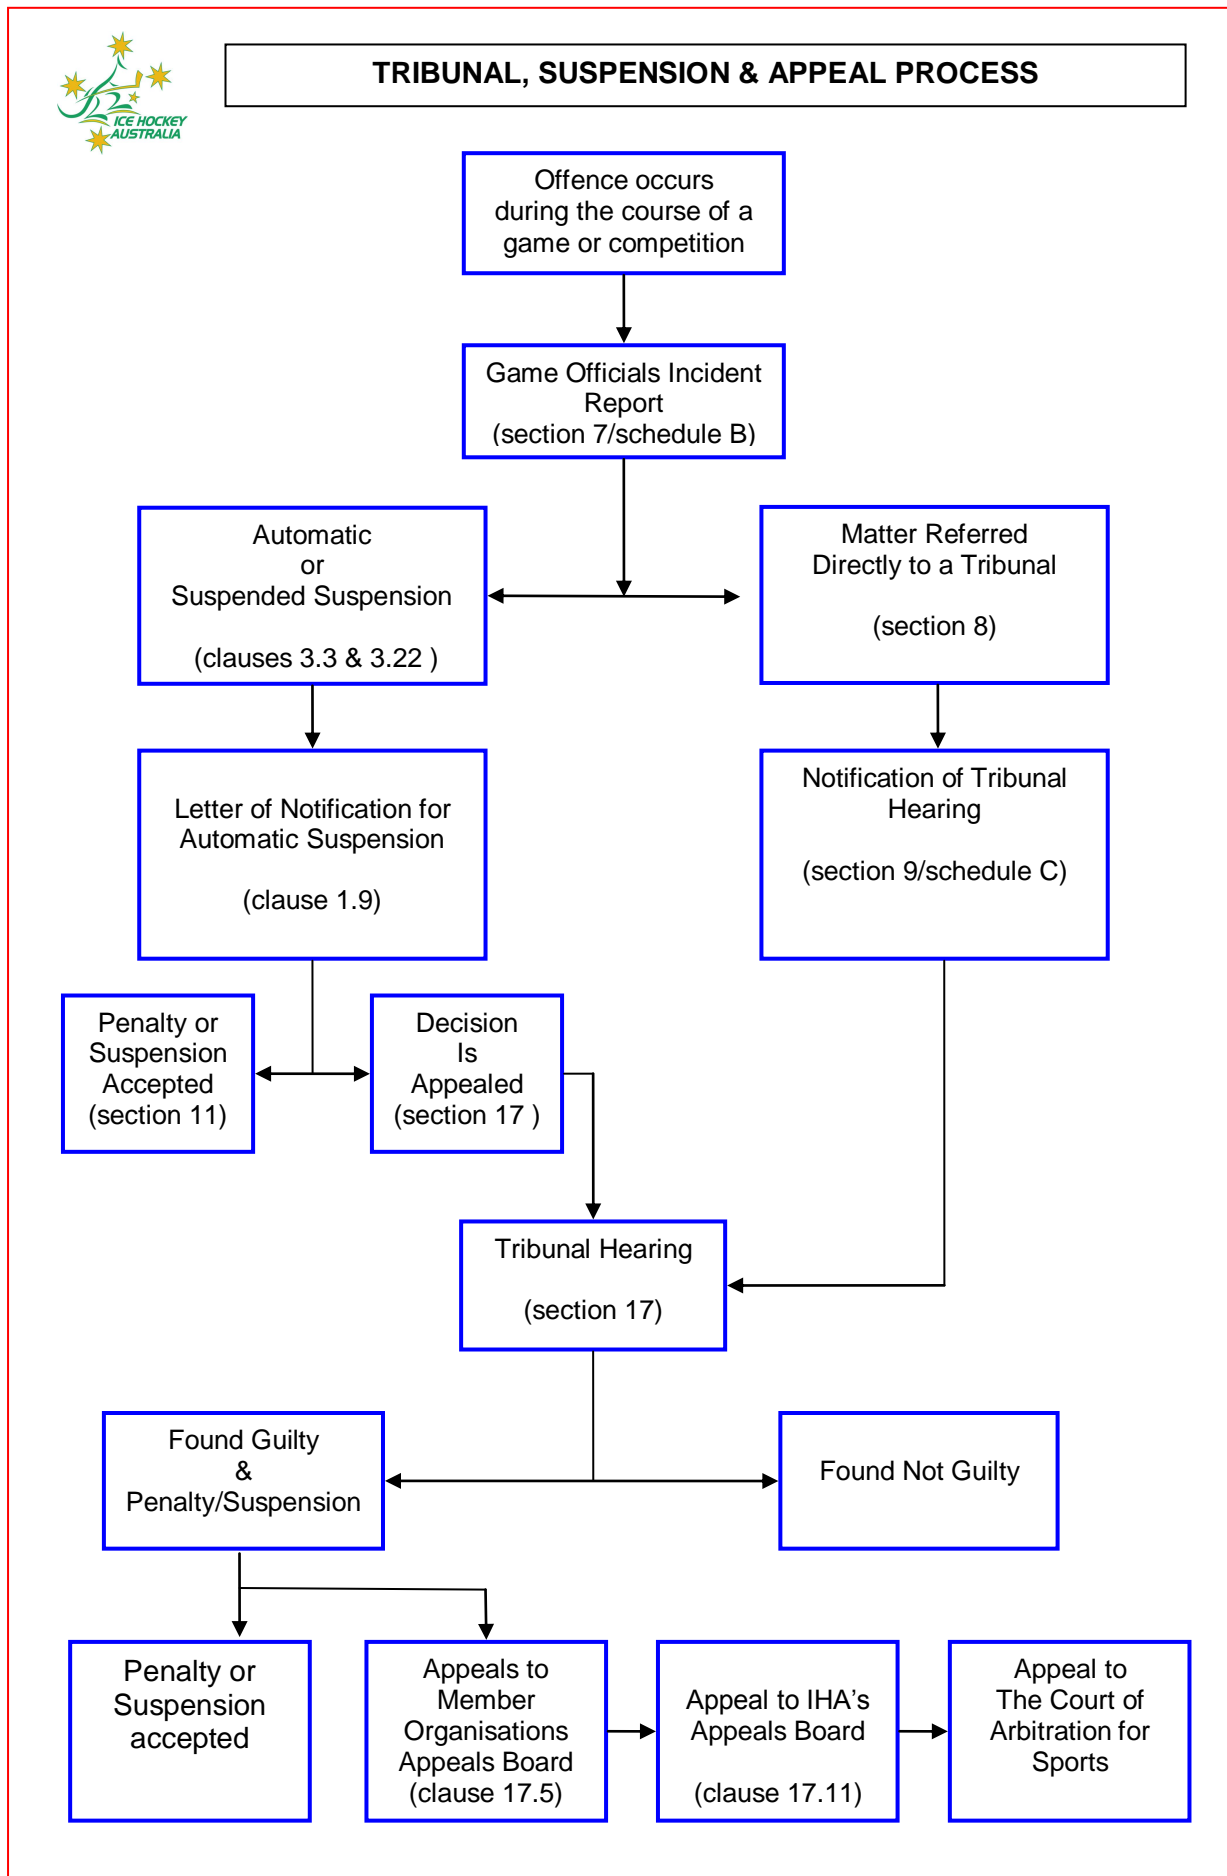 ICE HOCKEY
AUSTRALIA
TRIBUNAL, SUSPENSION & APPEAL PROCESS
Offence occurs
during the course of a
game or competition
Game Officials Incident
Report
(section 7/schedule B)
Automatic
or
Suspended Suspension
(clauses 3.3 & 3.22 )
Matter Referred
Directly to a Tribunal
(section 8)
Letter of Notification for
Automatic Suspension
(clause 1.9)
Notification of Tribunal
Hearing
(section 9/schedule C)
Penalty or
Suspension
Accepted
(section 11)
Decision
Is
Appealed
(section 17 )
Tribunal Hearing
(section 17)
Found Guilty
&
Penalty/Suspension
Found Not Guilty
Penalty or
Suspension
accepted
Appeals to
Member
Organisations
Appeals Board
(clause 17.5)
Appeal to IHA’s
Appeals Board
(clause 17.11)
Appeal to
The Court of
Arbitration for
Sports